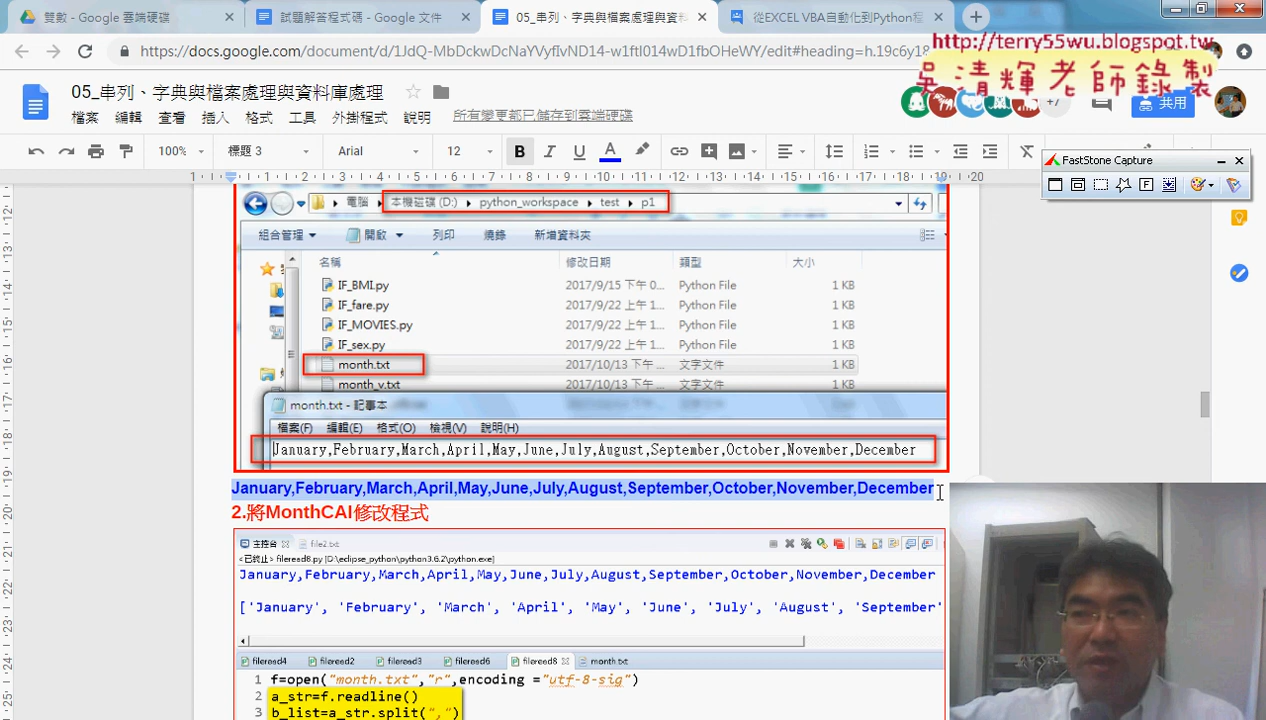 雙數 - Google 雲端硬碟
試題解答程式碼 - Google 文件
05_串列、字典與檔案處理與資料
從EXCEL VBA自動化到Python程
https://docs.google.com/document/d/1JdQ-MbDckwDcNaYVyfIvND14-w1ftI014wD1fbOHeWY/edit#heading=h.19c6y18
http://terry55wu.blogspot.tw
吳清輝老師錄製
05_串列、字典與檔案處理與資料庫處理
+7
共用
檔案 編輯 查看 插入 格式 工具 外掛程式 說明
所有變更都已儲存到雲端硬碟
100%
標題 3
Arial
12
B I U A
FastStone Capture
電腦 本機磁碟 (D:) python_workspace test p1
組合管理 開啟 列印 燒錄 新增資料夾
名稱 修改日期 類型 大小
IF_BMI.py 2017/9/15 下午 0... Python File 1 KB
IF_fare.py 2017/9/22 上午 1... Python File 1 KB
IF_MOVIES.py 2017/9/22 上午 1... Python File 1 KB
IF_sex.py 2017/9/22 上午 1... Python File 1 KB
month.txt 2017/10/13 下午 ... 文字文件 1 KB
month_v.txt 2017/10/13 下午 ... 文字文件 1 KB
month.txt - 記事本
檔案(F) 編輯(E) 格式(O) 檢視(V) 說明(H)
January,February,March,April,May,June,July,August,September,October,November,December
January,February,March,April,May,June,July,August,September,October,November,December
2.將MonthCAI修改程式
主控台 file2.txt
<已終止> fileread8.py [D:\eclipse_python\python3.6.2\python.exe]
January,February,March,April,May,June,July,August,September,October,November,December
['January', 'February', 'March', 'April', 'May', 'June', 'July', 'August', 'September'
fileread4 fileread2 fileread3 fileread6 fileread8 month.txt
1 f=open("month.txt","r",encoding ="utf-8-sig")
2 a_str=f.readline()
3 b_list=a_str.split(",")